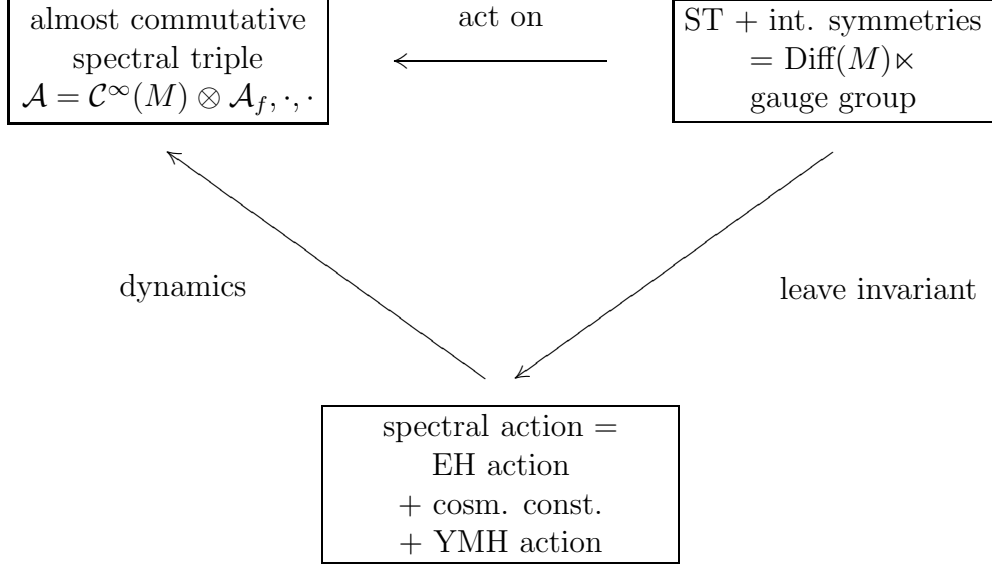 almost commutative
spectral triple
𝒜 = 𝒞^∞(M) ⊗ 𝒜_f, ·, ·
act on
ST + int. symmetries
= Diff(M)⋉
gauge group
dynamics
leave invariant
spectral action =
EH action
+ cosm. const.
+ YMH action